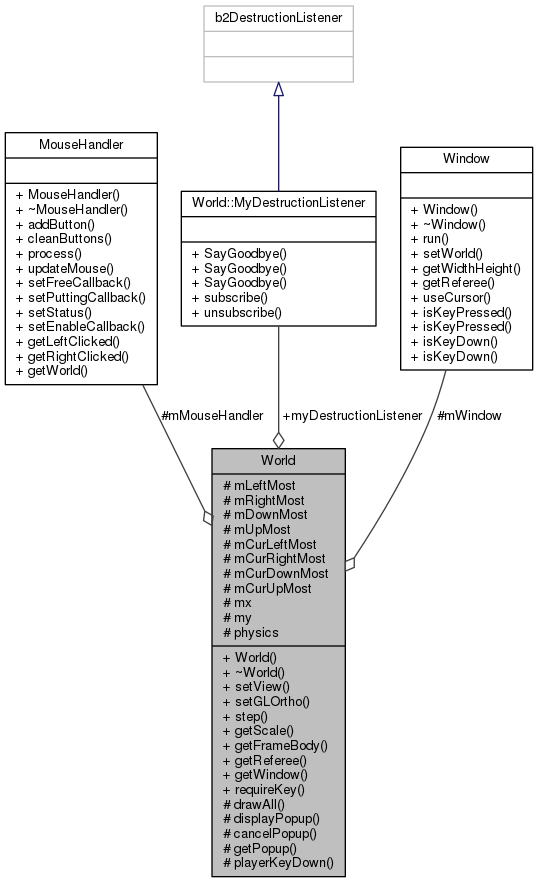 b2DestructionListener
MouseHandler
+ MouseHandler()
+ ~MouseHandler()
+ addButton()
+ cleanButtons()
+ process()
+ updateMouse()
+ setFreeCallback()
+ setPuttingCallback()
+ setStatus()
+ setEnableCallback()
+ getLeftClicked()
+ getRightClicked()
+ getWorld()
World::MyDestructionListener
+ SayGoodbye()
+ SayGoodbye()
+ SayGoodbye()
+ subscribe()
+ unsubscribe()
Window
+ Window()
+ ~Window()
+ run()
+ setWorld()
+ getWidthHeight()
+ getReferee()
+ useCursor()
+ isKeyPressed()
+ isKeyPressed()
+ isKeyDown()
+ isKeyDown()
#mMouseHandler
+myDestructionListener
#mWindow
World
# mLeftMost
# mRightMost
# mDownMost
# mUpMost
# mCurLeftMost
# mCurRightMost
# mCurDownMost
# mCurUpMost
# mx
# my
# physics
+ World()
+ ~World()
+ setView()
+ setGLOrtho()
+ step()
+ getScale()
+ getFrameBody()
+ getReferee()
+ getWindow()
+ requireKey()
# drawAll()
# displayPopup()
# cancelPopup()
# getPopup()
# playerKeyDown()